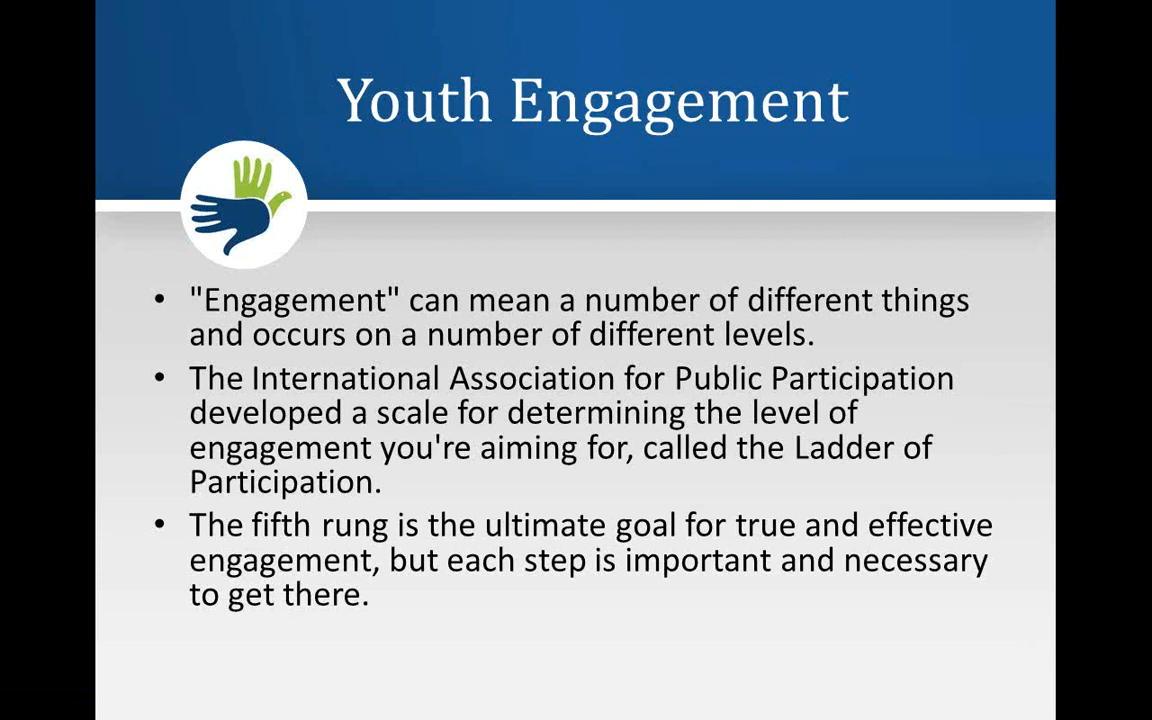 Youth Engagement
• "Engagement" can mean a number of different things
and occurs on a number of different levels.
• The International Association for Public Participation
developed a scale for determining the level of
engagement you're aiming for, called the Ladder of
Participation.
• The fifth rung is the ultimate goal for true and effective
engagement, but each step is important and necessary
to get there.